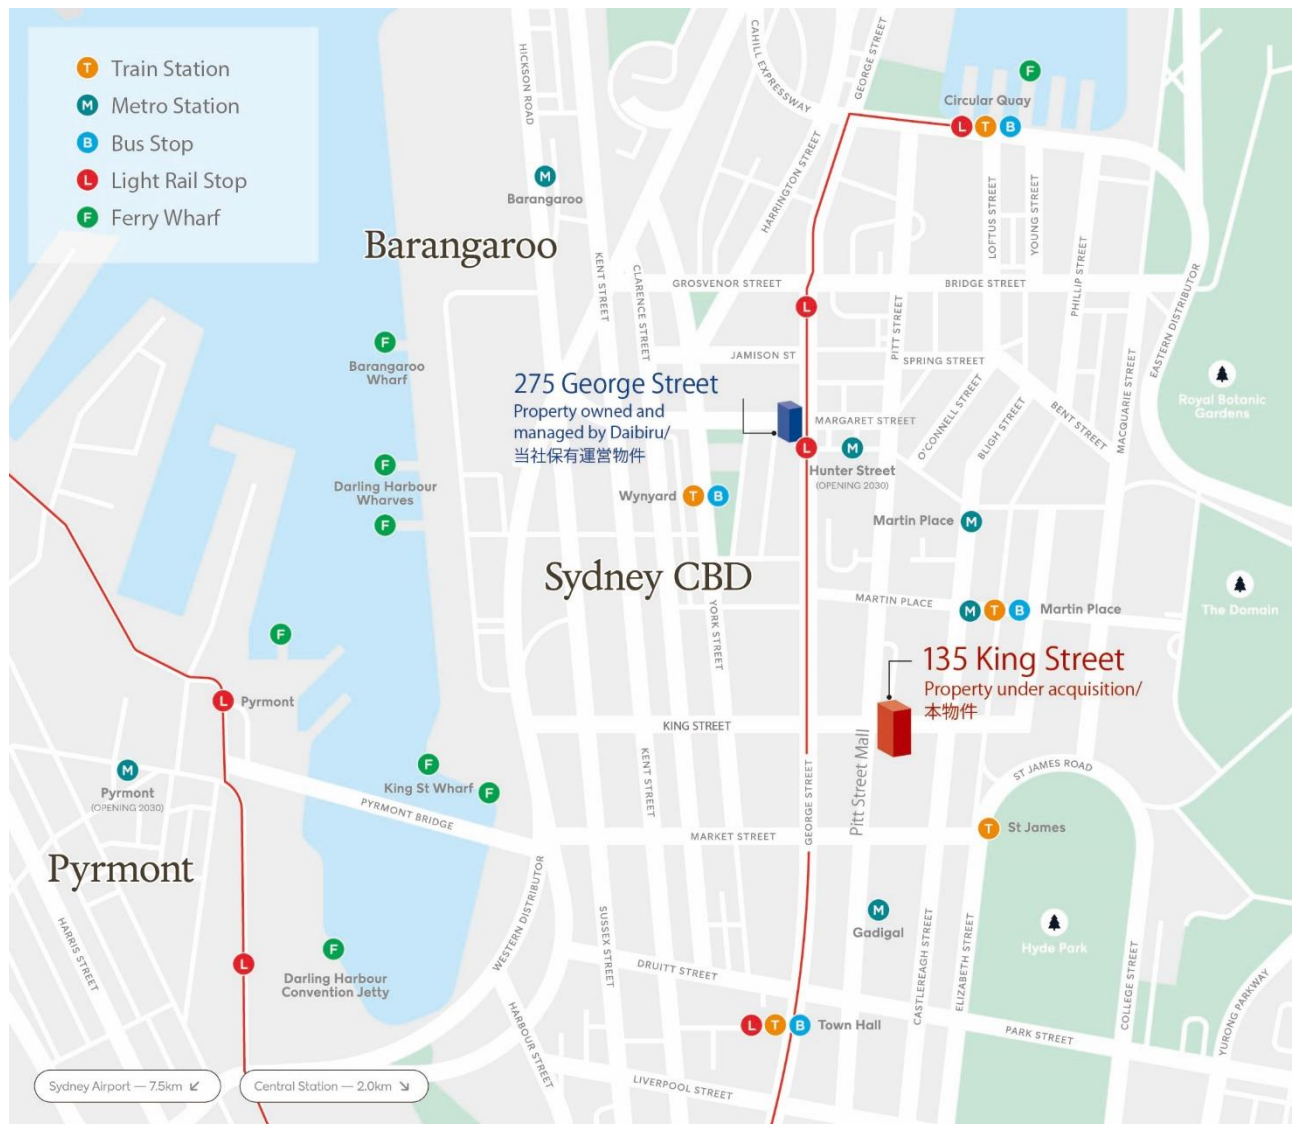 Train Station
Metro Station
Bus Stop
Light Rail Stop
Ferry Wharf
T
M
B
L
F
HICKSON ROAD
CAHILL EXPRESSWAY
GEORGE STREET
F
Circular Quay
L T B
M
Barangaroo
HARRINGTON STREET
LOFTUS STREET
YOUNG STREET
PHILLIP STREET
Barangaroo
KENT STREET
CLARENCE STREET
GROSVENOR STREET
BRIDGE STREET
EASTERN DISTRIBUTOR
L
PITT STREET
F
Barangaroo
Wharf
JAMISON ST
SPRING STREET
MACQUARIE STREET
Royal Botanic
Gardens
275 George Street
Property owned and
managed by Daibiru/
当社保有運営物件
MARGARET STREET
O'CONNELL STREET
BLIGH STREET
BENT STREET
L
M
Hunter Street
(OPENING 2030)
F
Darling Harbour
Wharves
F
Wynyard T B
Martin Place M
Sydney CBD
MARTIN PLACE
M T B Martin Place
The Domain
YORK STREET
F
135 King Street
Property under acquisition/
本物件
L Pyrmont
KING STREET
Pitt Street Mall
M
Pyrmont
(OPENING 2030)
F
King St Wharf F
KENT STREET
GEORGE STREET
ST JAMES ROAD
PYRMONT BRIDGE
MARKET STREET
T St James
Pyrmont
WESTERN DISTRIBUTOR
M
Gadigal
Hyde Park
HARRIS STREET
SUSSEX STREET
CASTLEREAGH STREET
ELIZABETH STREET
COLLEGE STREET
L
F
Darling Harbour
Convention Jetty
DRUITT STREET
L T B Town Hall
PARK STREET
YURONG PARKWAY
HARBOUR STREET
LIVERPOOL STREET
Sydney Airport — 7.5km ↙
Central Station — 2.0km ↘